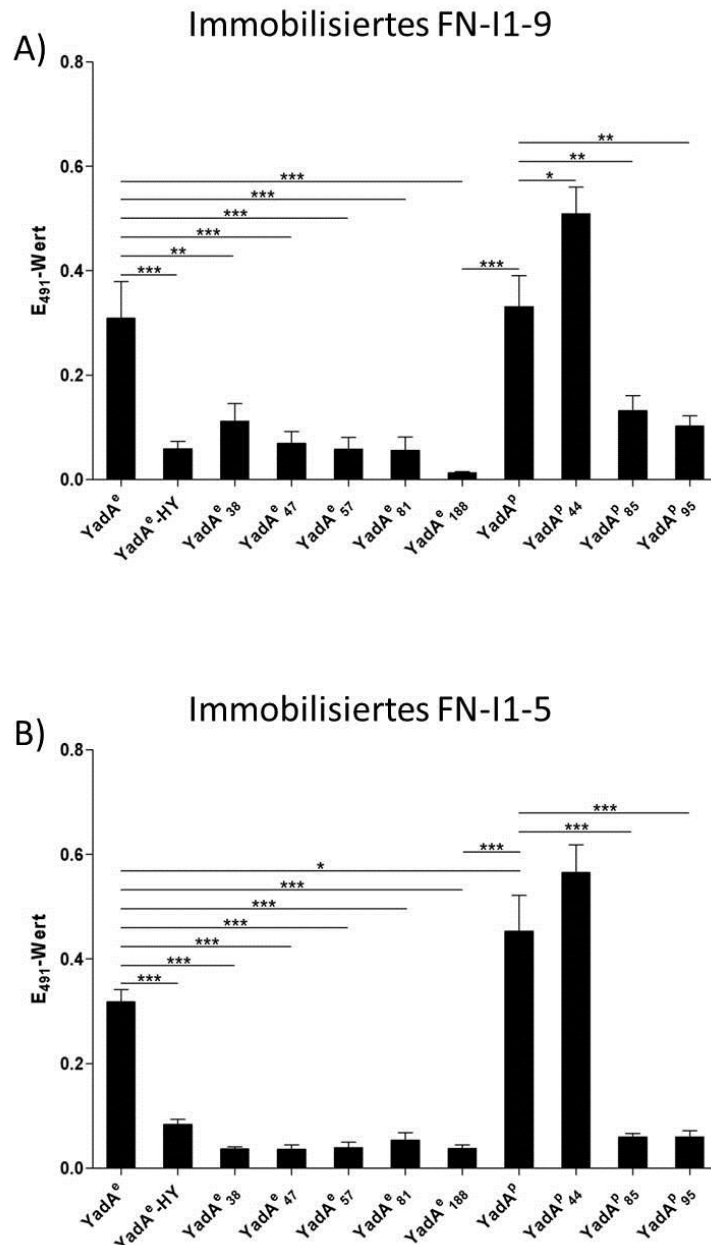 Immobilisiertes FN-I1-9
A)
0.8
0.6
0.4
0.2
0.0
E₄₉₁-Wert
**
**
*
***
***
***
***
**
***
***
YadAᵉ
YadAᵉ-HY
YadAᵉ ₃₈
YadAᵉ ₄₇
YadAᵉ ₅₇
YadAᵉ ₈₁
YadAᵉ ₁₈₈
YadAᵖ
YadAᵖ ₄₄
YadAᵖ ₈₅
YadAᵖ ₉₅
Immobilisiertes FN-I1-5
B)
0.8
0.6
0.4
0.2
0.0
E₄₉₁-Wert
***
***
***
*
***
***
***
***
***
***
YadAᵉ
YadAᵉ-HY
YadAᵉ ₃₈
YadAᵉ ₄₇
YadAᵉ ₅₇
YadAᵉ ₈₁
YadAᵉ ₁₈₈
YadAᵖ
YadAᵖ ₄₄
YadAᵖ ₈₅
YadAᵖ ₉₅